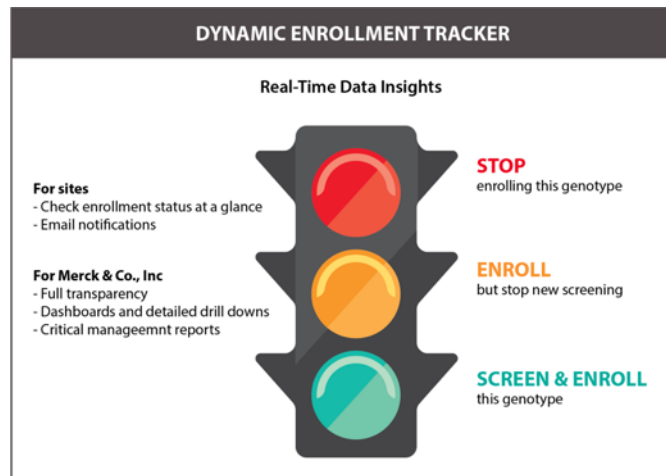 DYNAMIC ENROLLMENT TRACKER
Real-Time Data Insights
For sites
- Check enrollment status at a glance
- Email notifications
For Merck & Co., Inc
- Full transparency
- Dashboards and detailed drill downs
- Critical manageemnt reports
STOP
enrolling this genotype
ENROLL
but stop new screening
SCREEN & ENROLL
this genotype